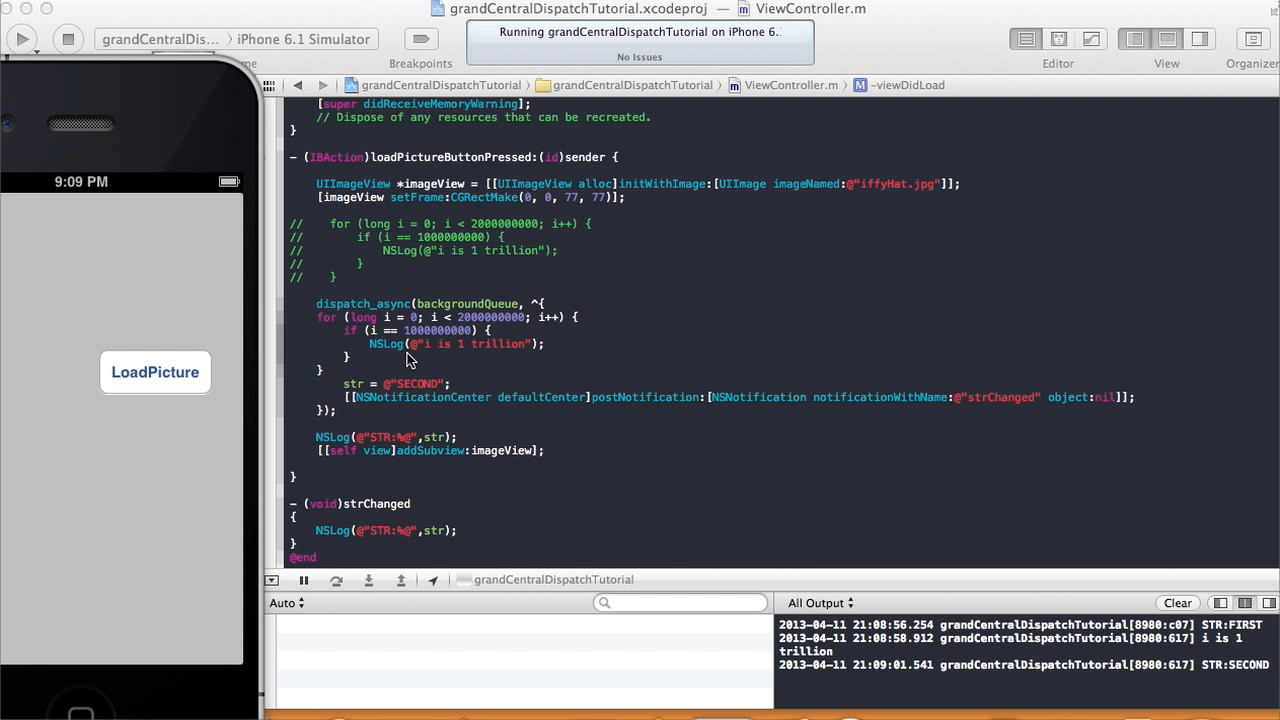 grandCentralDispatchTutorial.xcodeproj — ViewController.m
grandCentralDis... iPhone 6.1 Simulator
Running grandCentralDispatchTutorial on iPhone 6.
No Issues
Breakpoints
Editor
View
Organizer
grandCentralDispatchTutorial grandCentralDispatchTutorial ViewController.m M -viewDidLoad
[super didReceiveMemoryWarning];
// Dispose of any resources that can be recreated.
}
- (IBAction)loadPictureButtonPressed:(id)sender {
UIImageView *imageView = [[UIImageView alloc]initWithImage:[UIImage imageNamed:@"iffyHat.jpg"]];
[imageView setFrame:CGRectMake(0, 0, 77, 77)];
// for (long i = 0; i < 2000000000; i++) {
// if (i == 1000000000) {
// NSLog(@"i is 1 trillion");
// }
// }
dispatch_async(backgroundQueue, ^{
for (long i = 0; i < 2000000000; i++) {
if (i == 1000000000) {
NSLog(@"i is 1 trillion");
}
}
str = @"SECOND";
[[NSNotificationCenter defaultCenter]postNotification:[NSNotification notificationWithName:@"strChanged" object:nil]];
});
NSLog(@"STR:%@",str);
[[self view]addSubview:imageView];
}
- (void)strChanged
{
NSLog(@"STR:%@",str);
}
@end
9:09 PM
LoadPicture
grandCentralDispatchTutorial
Auto
All Output
Clear
2013-04-11 21:08:56.254 grandCentralDispatchTutorial[8980:c07] STR:FIRST
2013-04-11 21:08:58.912 grandCentralDispatchTutorial[8980:617] i is 1
trillion
2013-04-11 21:09:01.541 grandCentralDispatchTutorial[8980:617] STR:SECOND